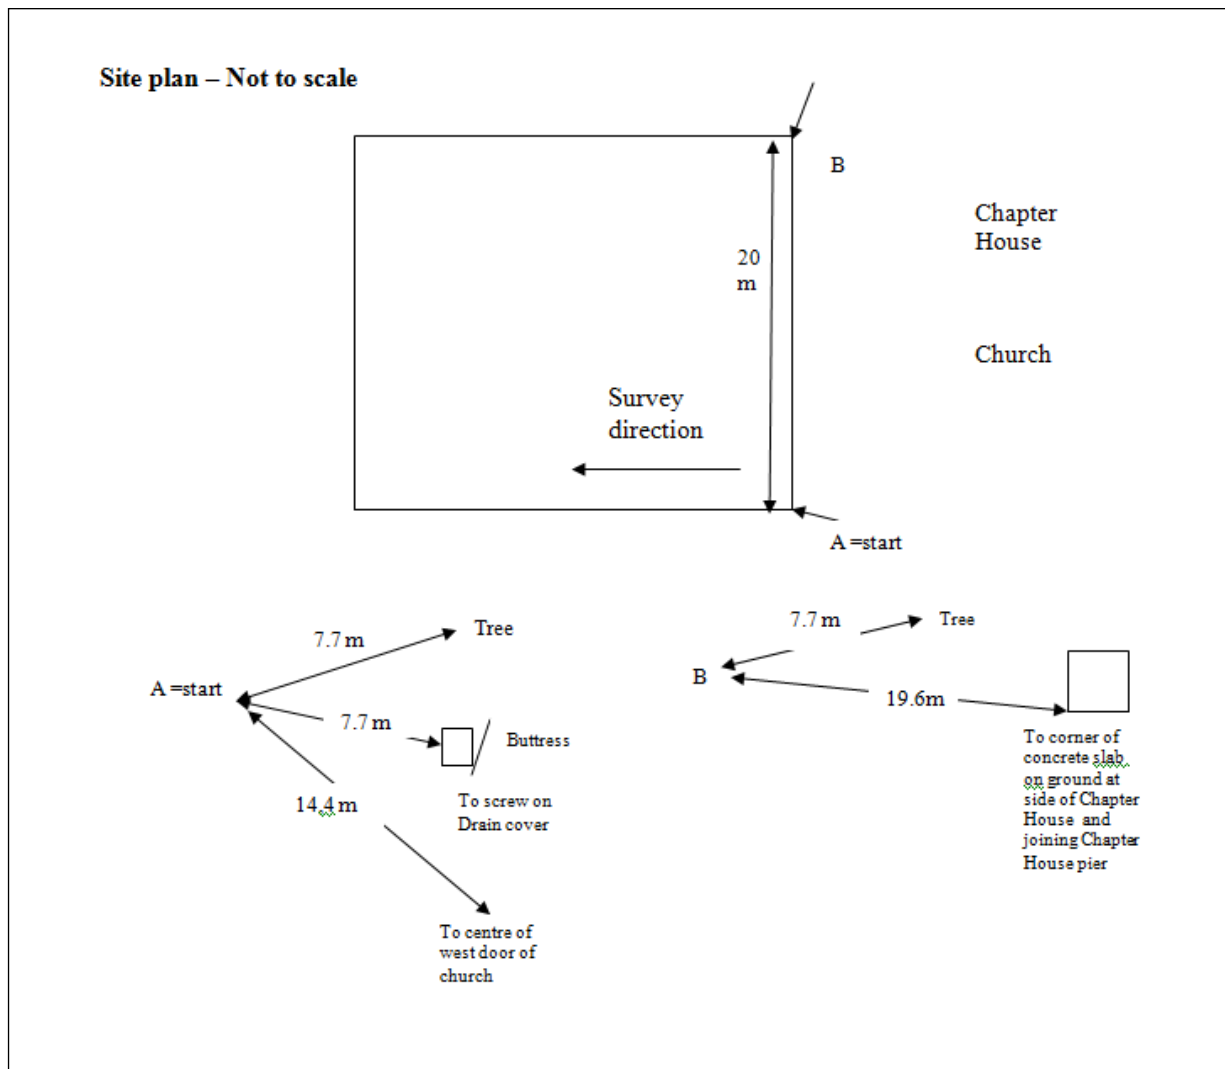 Site plan – Not to scale
B
Chapter
House
20
m
Church
Survey
direction
A =start
7.7 m
Tree
A =start
7.7 m
Buttress
14.4 m
To screw on
Drain cover
To centre of
west door of
church
7.7 m
Tree
B
19.6m
To corner of
concrete slab
on ground at
side of Chapter
House and
joining Chapter
House pier